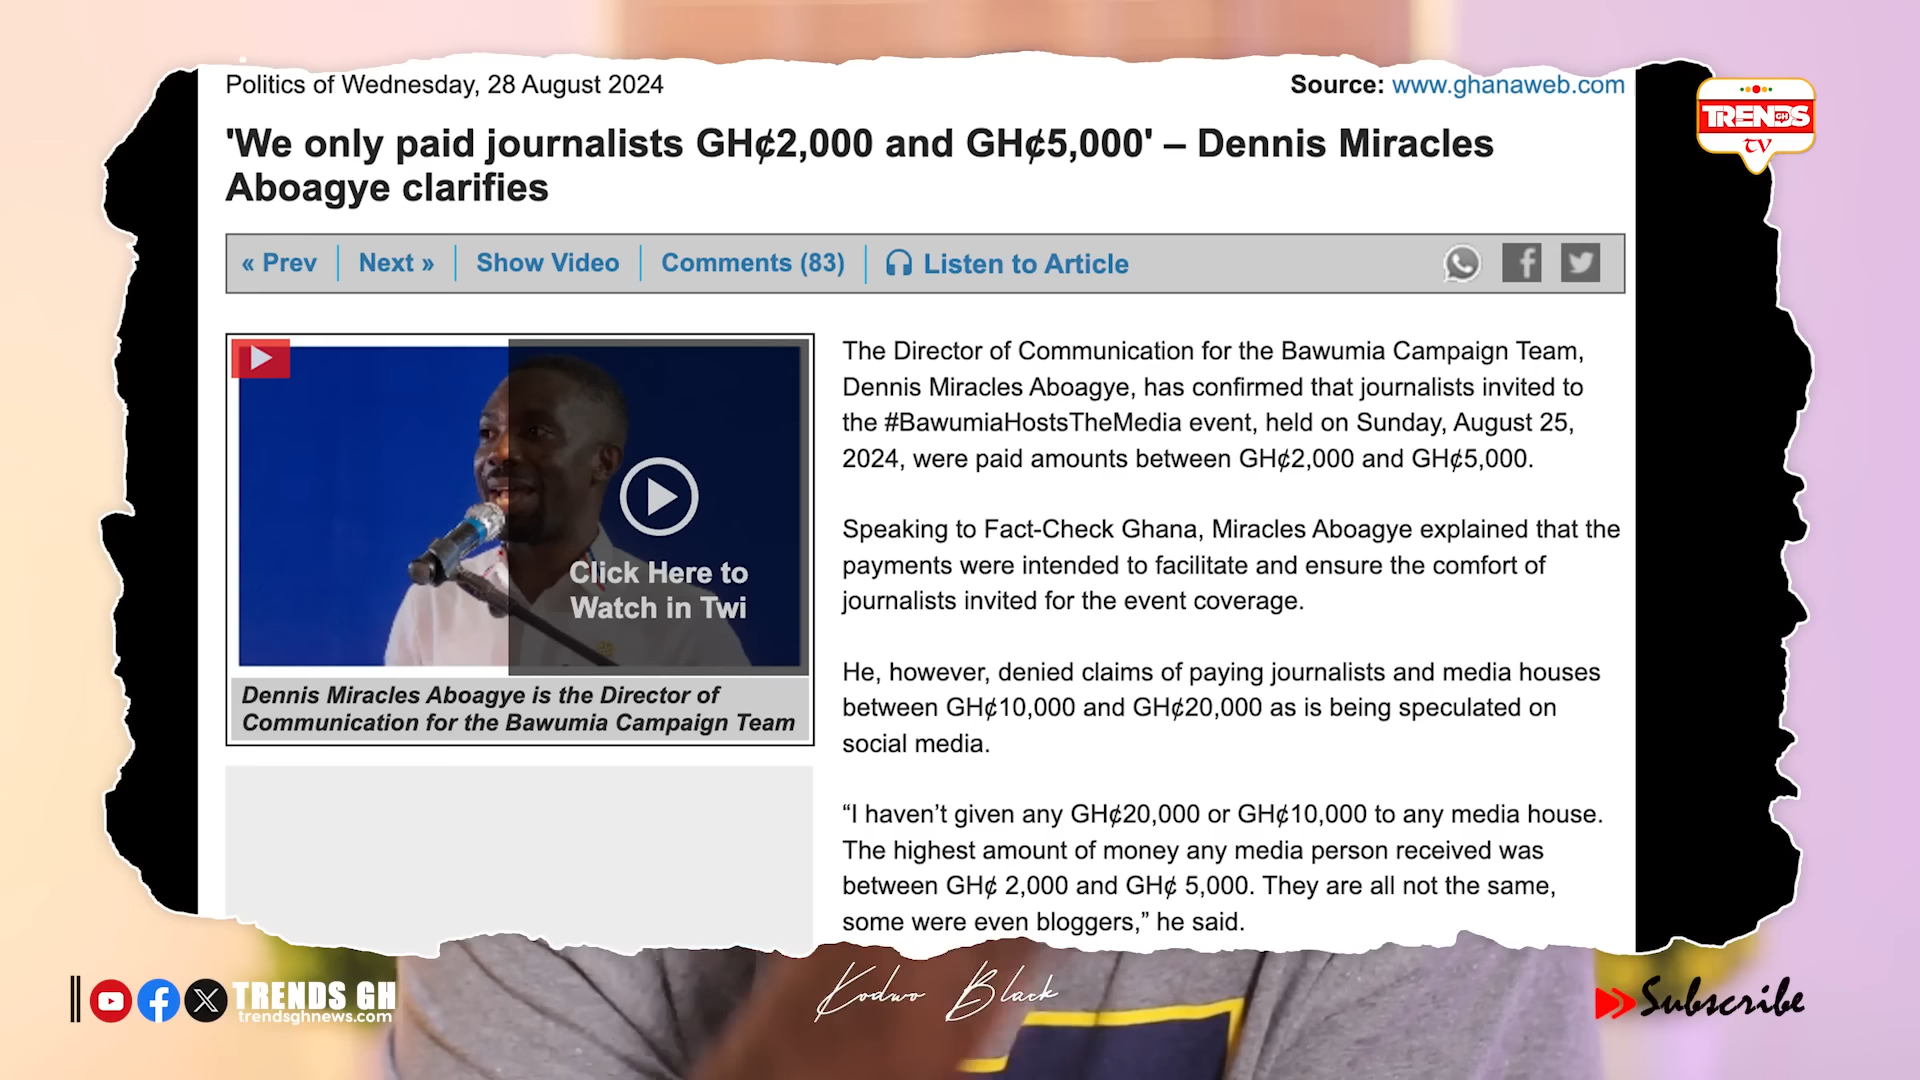 Politics of Wednesday, 28 August 2024
Source: www.ghanaweb.com
'We only paid journalists GH¢2,000 and GH¢5,000' – Dennis Miracles
Aboagye clarifies
« Prev
Next »
Show Video
Comments (83)
Listen to Article
TRENDS GH
TV
Click Here to
Watch in Twi
Dennis Miracles Aboagye is the Director of
Communication for the Bawumia Campaign Team
The Director of Communication for the Bawumia Campaign Team,
Dennis Miracles Aboagye, has confirmed that journalists invited to
the #BawumiaHostsTheMedia event, held on Sunday, August 25,
2024, were paid amounts between GH¢2,000 and GH¢5,000.
Speaking to Fact-Check Ghana, Miracles Aboagye explained that the
payments were intended to facilitate and ensure the comfort of
journalists invited for the event coverage.
He, however, denied claims of paying journalists and media houses
between GH¢10,000 and GH¢20,000 as is being speculated on
social media.
“I haven’t given any GH¢20,000 or GH¢10,000 to any media house.
The highest amount of money any media person received was
between GH¢ 2,000 and GH¢ 5,000. They are all not the same,
some were even bloggers,” he said.
TRENDS GH
trendsghnews.com
Kodwo Black
Subscribe